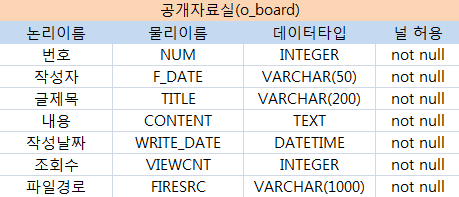 공개자료실(o_board)
논리이름 물리이름 데이터타입 널 허용
번호 NUM INTEGER not null
작성자 F_DATE VARCHAR(50) not null
글제목 TITLE VARCHAR(200) not null
내용 CONTENT TEXT not null
작성날짜 WRITE_DATE DATETIME not null
조회수 VIEWCNT INTEGER not null
파일경로 FIRESRC VARCHAR(1000) not null